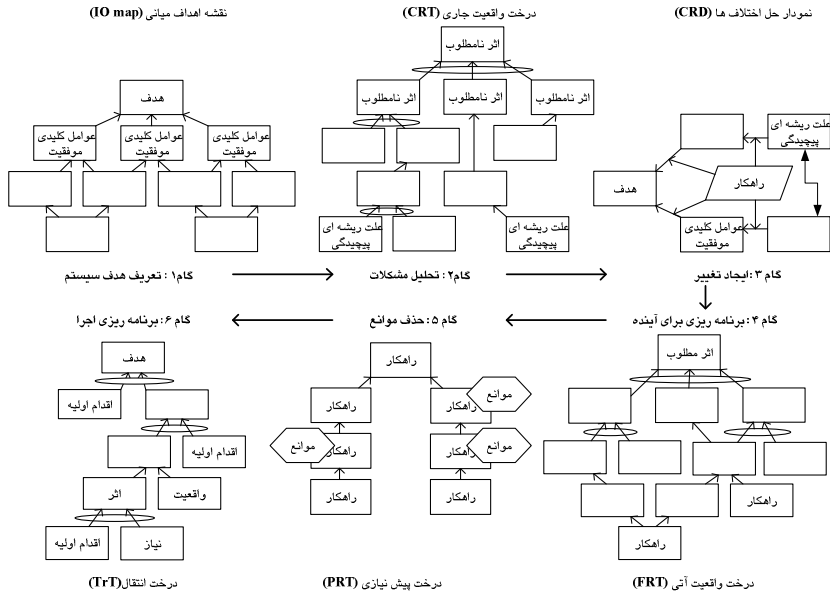 نقشه اهداف میانی (IO map)
هدف
عوامل کلیدی
موفقیت
عوامل کلیدی
موفقیت
عوامل کلیدی
موفقیت
گام۱ : تعریف هدف سیستم
درخت واقعیت جاری (CRT)
اثر نامطلوب
اثر نامطلوب
اثر نامطلوب
اثر نامطلوب
علت ریشه ای
پیچیدگی
علت ریشه ای
پیچیدگی
گام۲ : تحلیل مشکلات
نمودار حل اختلاف ها (CRD)
علت ریشه ای
پیچیدگی
هدف
راهکار
عوامل کلیدی
موفقیت
گام ۳ : ایجاد تغییر
گام ۴ : برنامه ریزی برای آینده
اثر مطلوب
راهکار
راهکار
درخت واقعیت آتی (FRT)
گام ۵ : حذف موانع
راهکار
راهکار
راهکار
موانع
موانع
راهکار
راهکار
موانع
راهکار
راهکار
درخت پیش نیازی (PRT)
گام ۶ : برنامه ریزی اجرا
هدف
اقدام اولیه
اقدام اولیه
اثر
واقعیت
اقدام اولیه
نیاز
درخت انتقال(TrT)